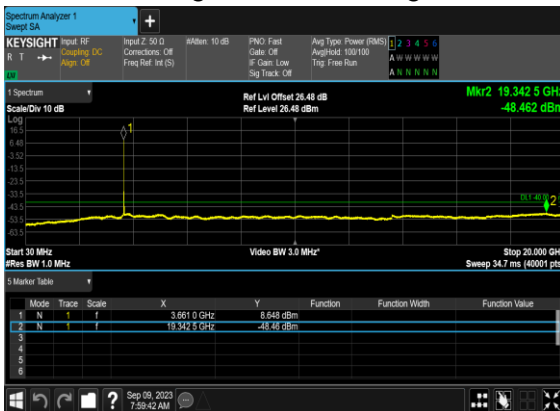 Spectrum Analyzer 1
Swept SA
KEYSIGHT Input: RF Input Z: 50 Ω #Atten: 10 dB PNO: Fast Avg Type: Power (RMS) 1 2 3 4 5 6
R T Coupling: DC Corrections: Off Gate: Off Avg|Hold: 100/100 A W W W W W
Align: Off Freq Ref: Int (S) IF Gain: Low Trig: Free Run
LV Sig Track: Off A N N N N N
1 Spectrum Ref Lvl Offset 26.48 dB Mkr2 19.342 5 GHz
Scale/Div 10 dB Ref Level 26.48 dBm -48.462 dBm
Log
16.5 1
6.48
-3.52
-13.5
-23.5
-33.5 DL1 -40.00 2
-43.5
-53.5
-63.5
Start 30 MHz Video BW 3.0 MHz* Stop 20.000 GH
#Res BW 1.0 MHz Sweep 34.7 ms (40001 pts
5 Marker Table
Mode Trace Scale X Y Function Function Width Function Value
1 N 1 f 3.661 0 GHz 8.648 dBm
2 N 1 f 19.342 5 GHz -48.46 dBm
3
4
5
6
? Sep 09, 2023
7:59:42 AM